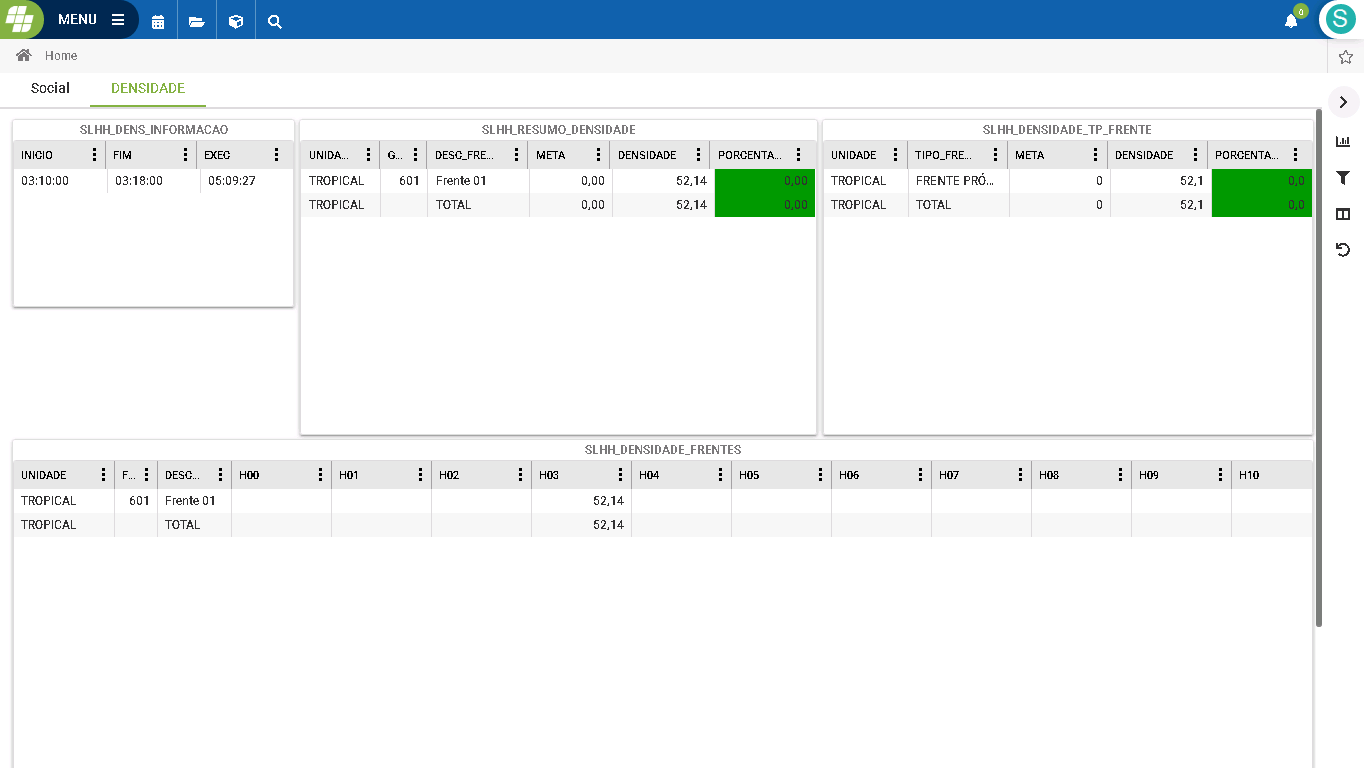 MENU
0
S
Home
Social DENSIDADE
SLHH_DENS_INFORMACAO
INICIO FIM EXEC
03:10:00 03:18:00 05:09:27
SLHH_RESUMO_DENSIDADE
UNIDA... G... DESC_FRE... META DENSIDADE PORCENTA...
TROPICAL 601 Frente 01 0,00 52,14 0,00
TROPICAL TOTAL 0,00 52,14 0,00
SLHH_DENSIDADE_TP_FRENTE
UNIDADE TIPO_FRE... META DENSIDADE PORCENTA...
TROPICAL FRENTE PRÓ... 0 52,1 0,0
TROPICAL TOTAL 0 52,1 0,0
SLHH_DENSIDADE_FRENTES
UNIDADE F... DESC... H00 H01 H02 H03 H04 H05 H06 H07 H08 H09 H10
TROPICAL 601 Frente 01 52,14
TROPICAL TOTAL 52,14